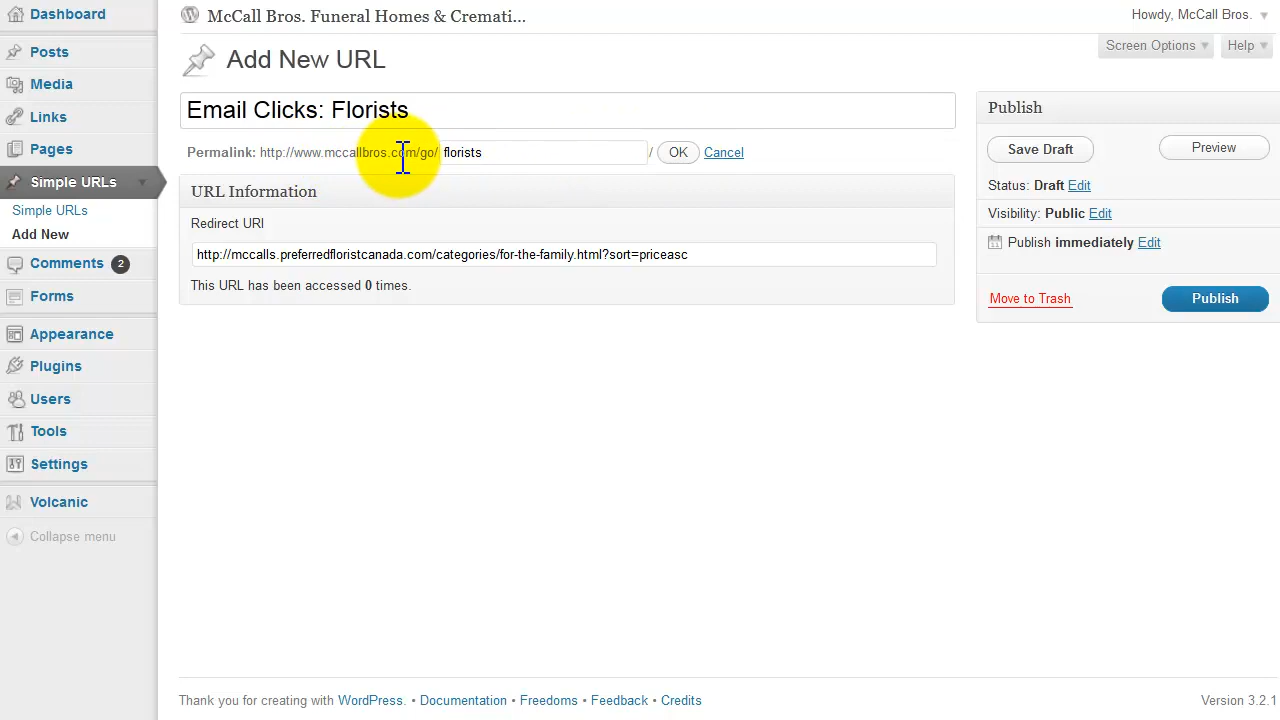 Dashboard
Posts
Media
Links
Pages
Simple URLs
Simple URLs
Add New
Comments 2
Forms
Appearance
Plugins
Users
Tools
Settings
Volcanic
Collapse menu
McCall Bros. Funeral Homes & Cremati...
Howdy, McCall Bros.
Screen Options
Help
Add New URL
Email Clicks: Florists
Permalink: http://www.mccallbros.com/go/ florists / OK Cancel
URL Information
Redirect URI
http://mccalls.preferredfloristcanada.com/categories/for-the-family.html?sort=priceasc
This URL has been accessed 0 times.
Publish
Save Draft Preview
Status: Draft Edit
Visibility: Public Edit
Publish immediately Edit
Move to Trash Publish
Thank you for creating with WordPress. • Documentation • Freedoms • Feedback • Credits
Version 3.2.1